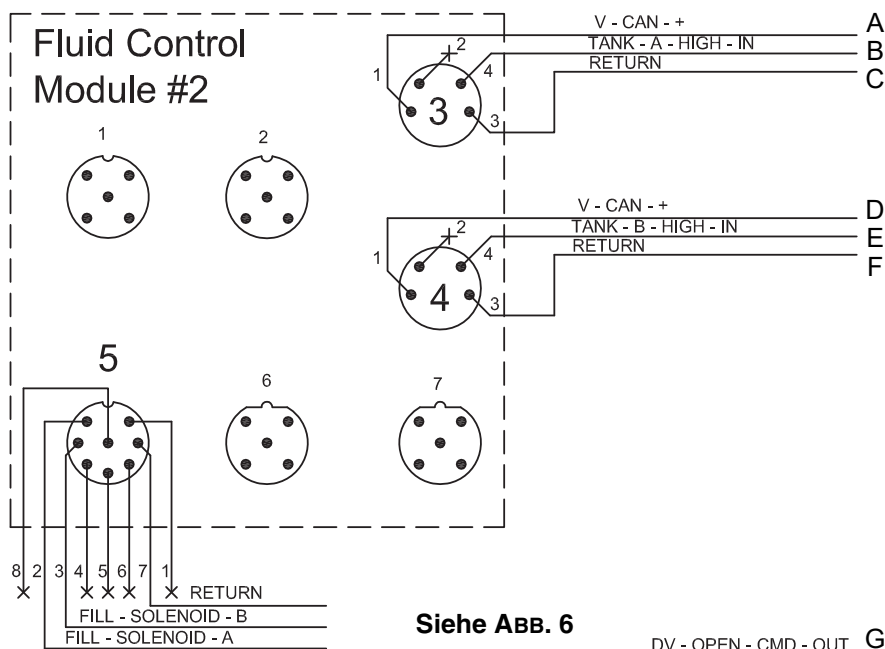 Fluid Control
Module #2
V - CAN - + A
TANK - A - HIGH - IN B
RETURN C
1 2 4 3
3
1
2
V - CAN - + D
TANK - B - HIGH - IN E
RETURN F
1 2 4 3
4
5
6
7
8 2 3 4 5 6 7 1
RETURN
FILL - SOLENOID - B
FILL - SOLENOID - A
Siehe ABB. 6
DV - OPEN - CMD - OUT G